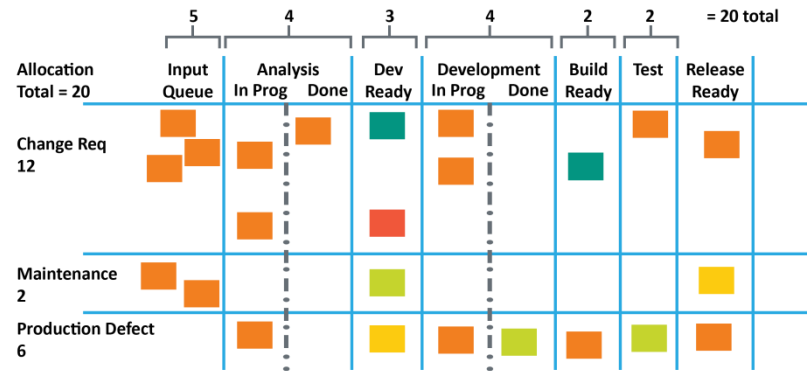 5 4 3 4 2 2 = 20 total
Allocation Input Analysis Dev Development Build Test Release
Total = 20 Queue In Prog Done Ready In Prog Done Ready Ready
Change Req
12
Maintenance
2
Production Defect
6